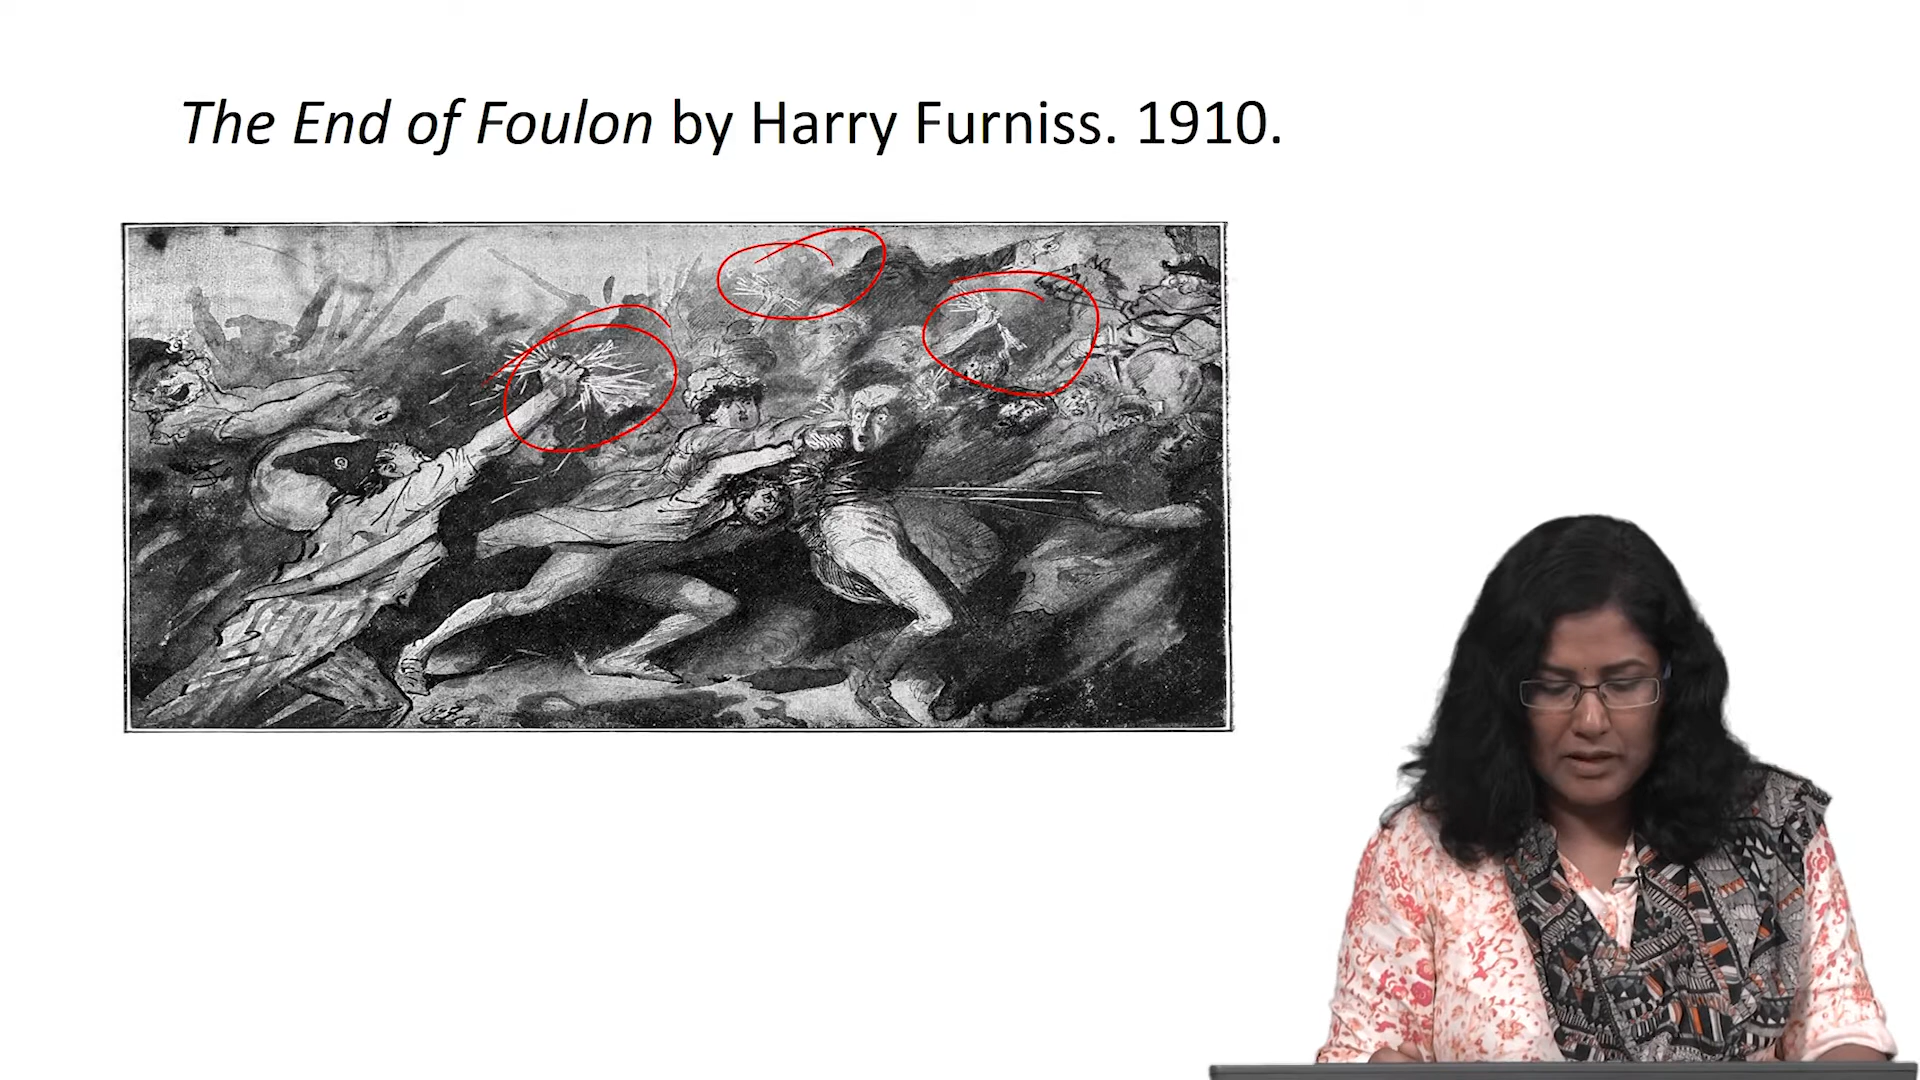 The End of Foulon by Harry Furniss. 1910.